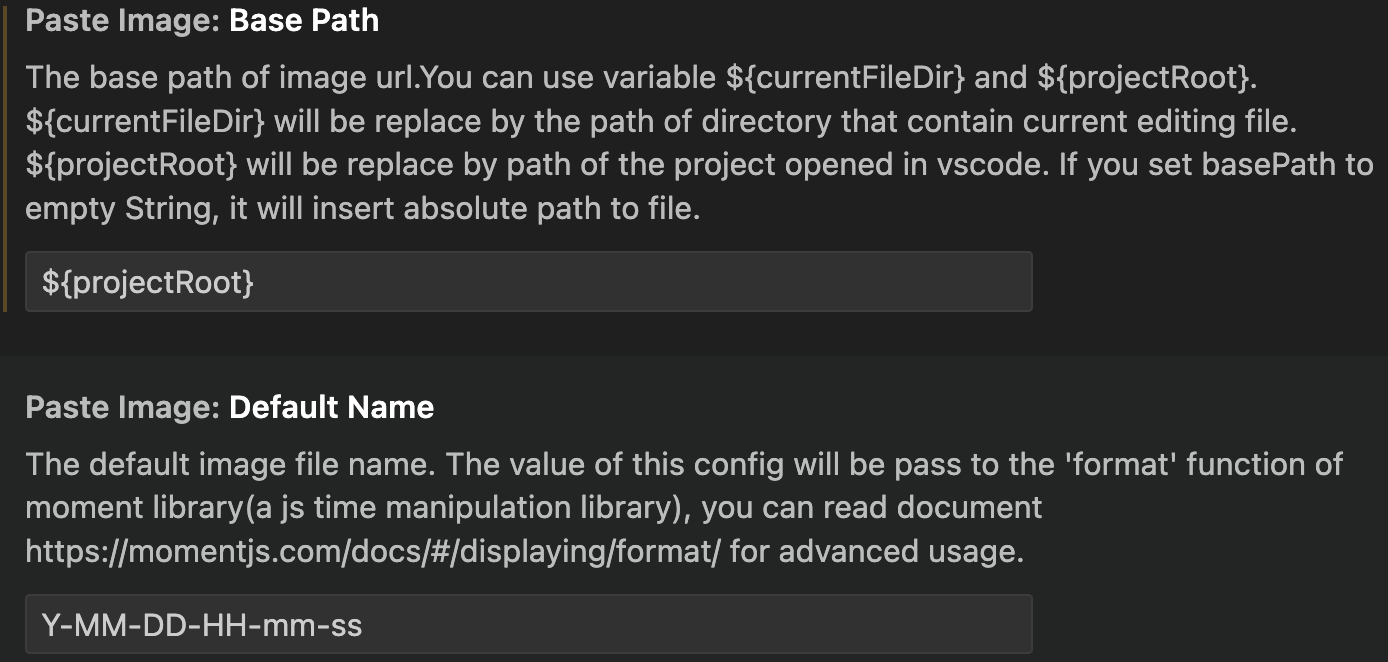 Paste Image: Base Path
The base path of image url.You can use variable ${currentFileDir} and ${projectRoot}.
${currentFileDir} will be replace by the path of directory that contain current editing file.
${projectRoot} will be replace by path of the project opened in vscode. If you set basePath to
empty String, it will insert absolute path to file.
${projectRoot}
Paste Image: Default Name
The default image file name. The value of this config will be pass to the 'format' function of
moment library(a js time manipulation library), you can read document
https://momentjs.com/docs/#/displaying/format/ for advanced usage.
Y-MM-DD-HH-mm-ss